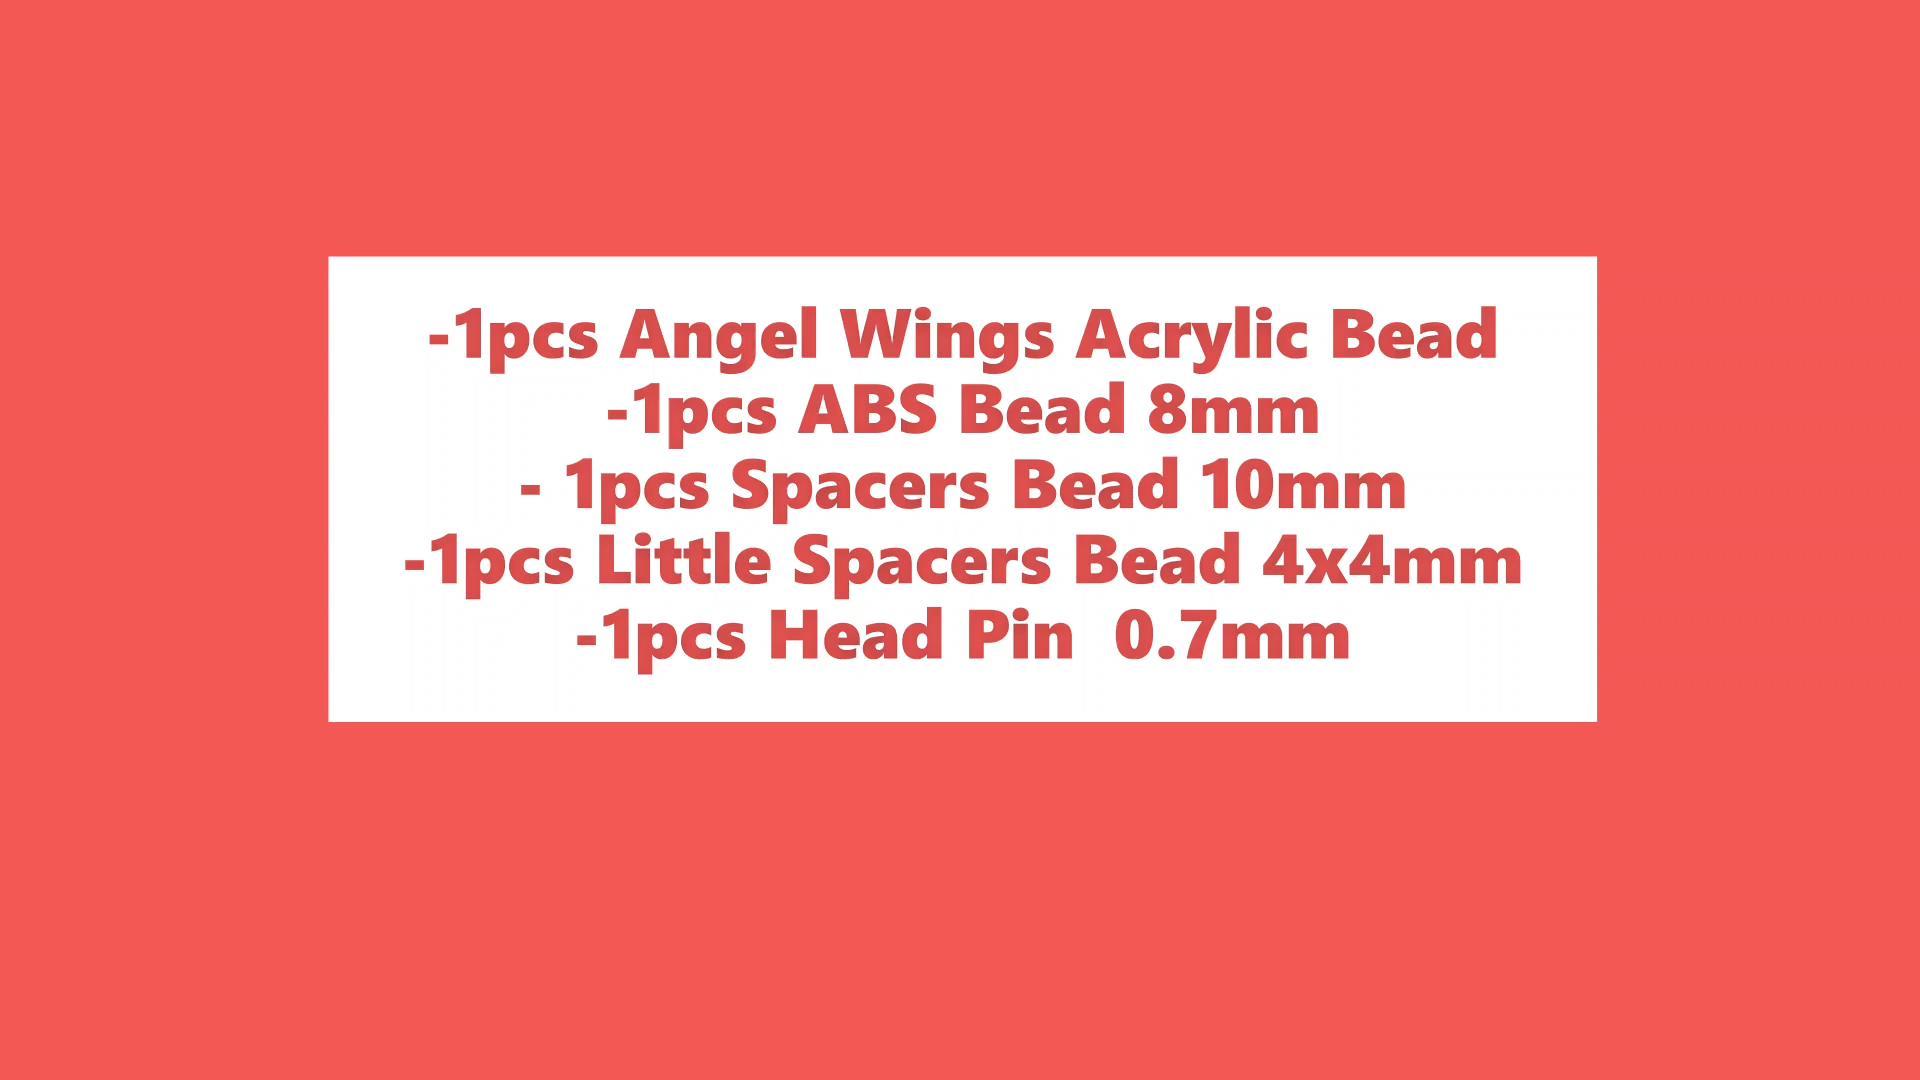 -1pcs Angel Wings Acrylic Bead
-1pcs ABS Bead 8mm
- 1pcs Spacers Bead 10mm
-1pcs Little Spacers Bead 4x4mm
-1pcs Head Pin  0.7mm